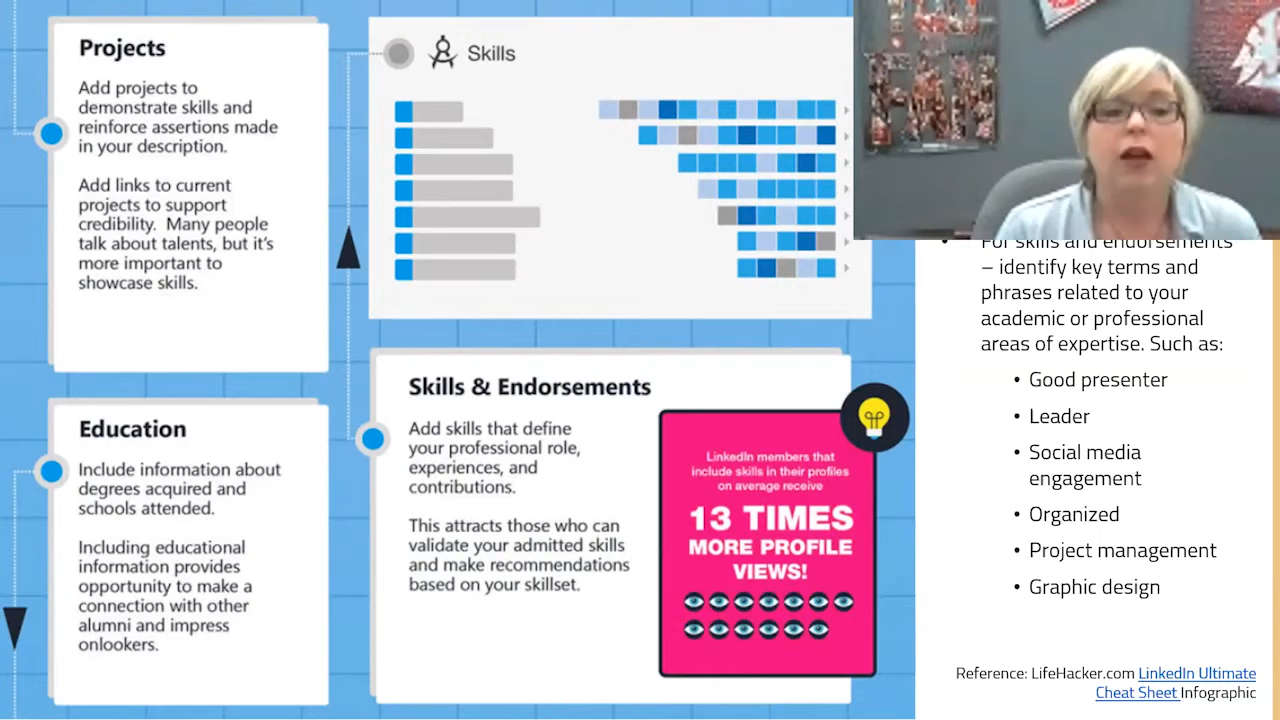 Projects
Add projects to
demonstrate skills and
reinforce assertions made
in your description.
Add links to current
projects to support
credibility.  Many people
talk about talents, but it's
more important to
showcase skills.
Education
Include information about
degrees acquired and
schools attended.
Including educational
information provides
opportunity to make a
connection with other
alumni and impress
onlookers.
Skills
Skills & Endorsements
Add skills that define
your professional role,
experiences, and
contributions.
This attracts those who can
validate your admitted skills
and make recommendations
based on your skillset.
LinkedIn members that
include skills in their profiles
on average receive
13 TIMES
MORE PROFILE
VIEWS!
• For skills and endorsements
– identify key terms and
phrases related to your
academic or professional
areas of expertise. Such as:
• Good presenter
• Leader
• Social media
engagement
• Organized
• Project management
• Graphic design
Reference: LifeHacker.com LinkedIn Ultimate
Cheat Sheet Infographic